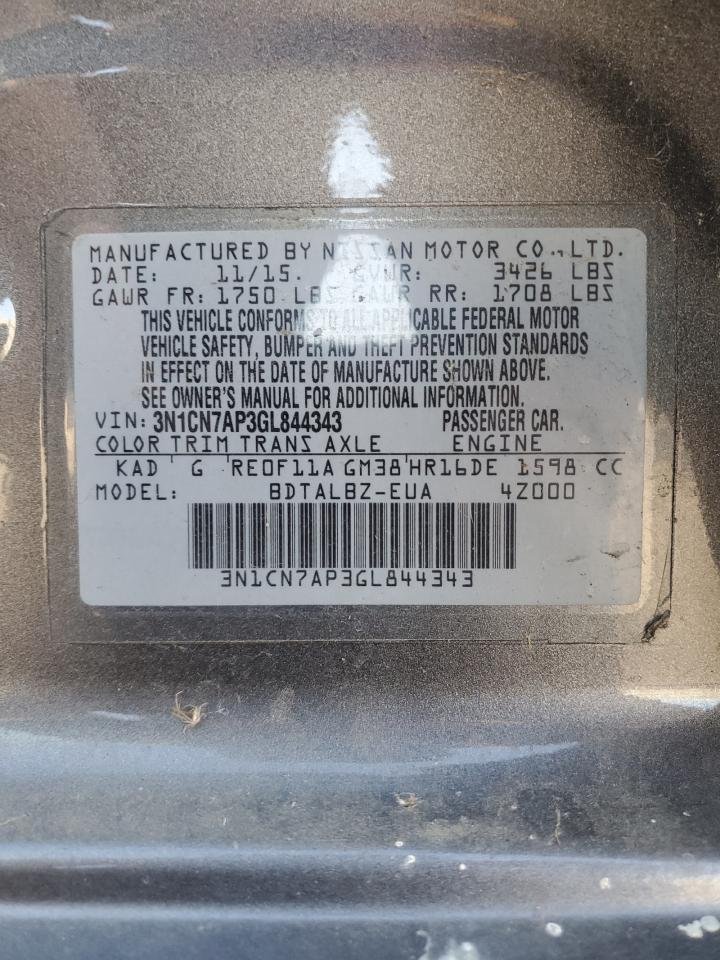 MANUFACTURED BY NISSAN MOTOR CO., LTD.
DATE: 11/15. GVWR: 3426 LBS
GAWR FR: 1750 LBS GAWR RR: 1708 LBS
THIS VEHICLE CONFORMS TO ALL APPLICABLE FEDERAL MOTOR
VEHICLE SAFETY, BUMPER AND THEFT PREVENTION STANDARDS
IN EFFECT ON THE DATE OF MANUFACTURE SHOWN ABOVE.
SEE OWNER'S MANUAL FOR ADDITIONAL INFORMATION.
VIN: 3N1CN7AP3GL844343 PASSENGER CAR.
COLOR TRIM TRANS AXLE ENGINE
KAD G RE0F11A GM38 HR16DE 1598 CC
MODEL: BDTALBZ-EUA 4Z000
3N1CN7AP3GL844343